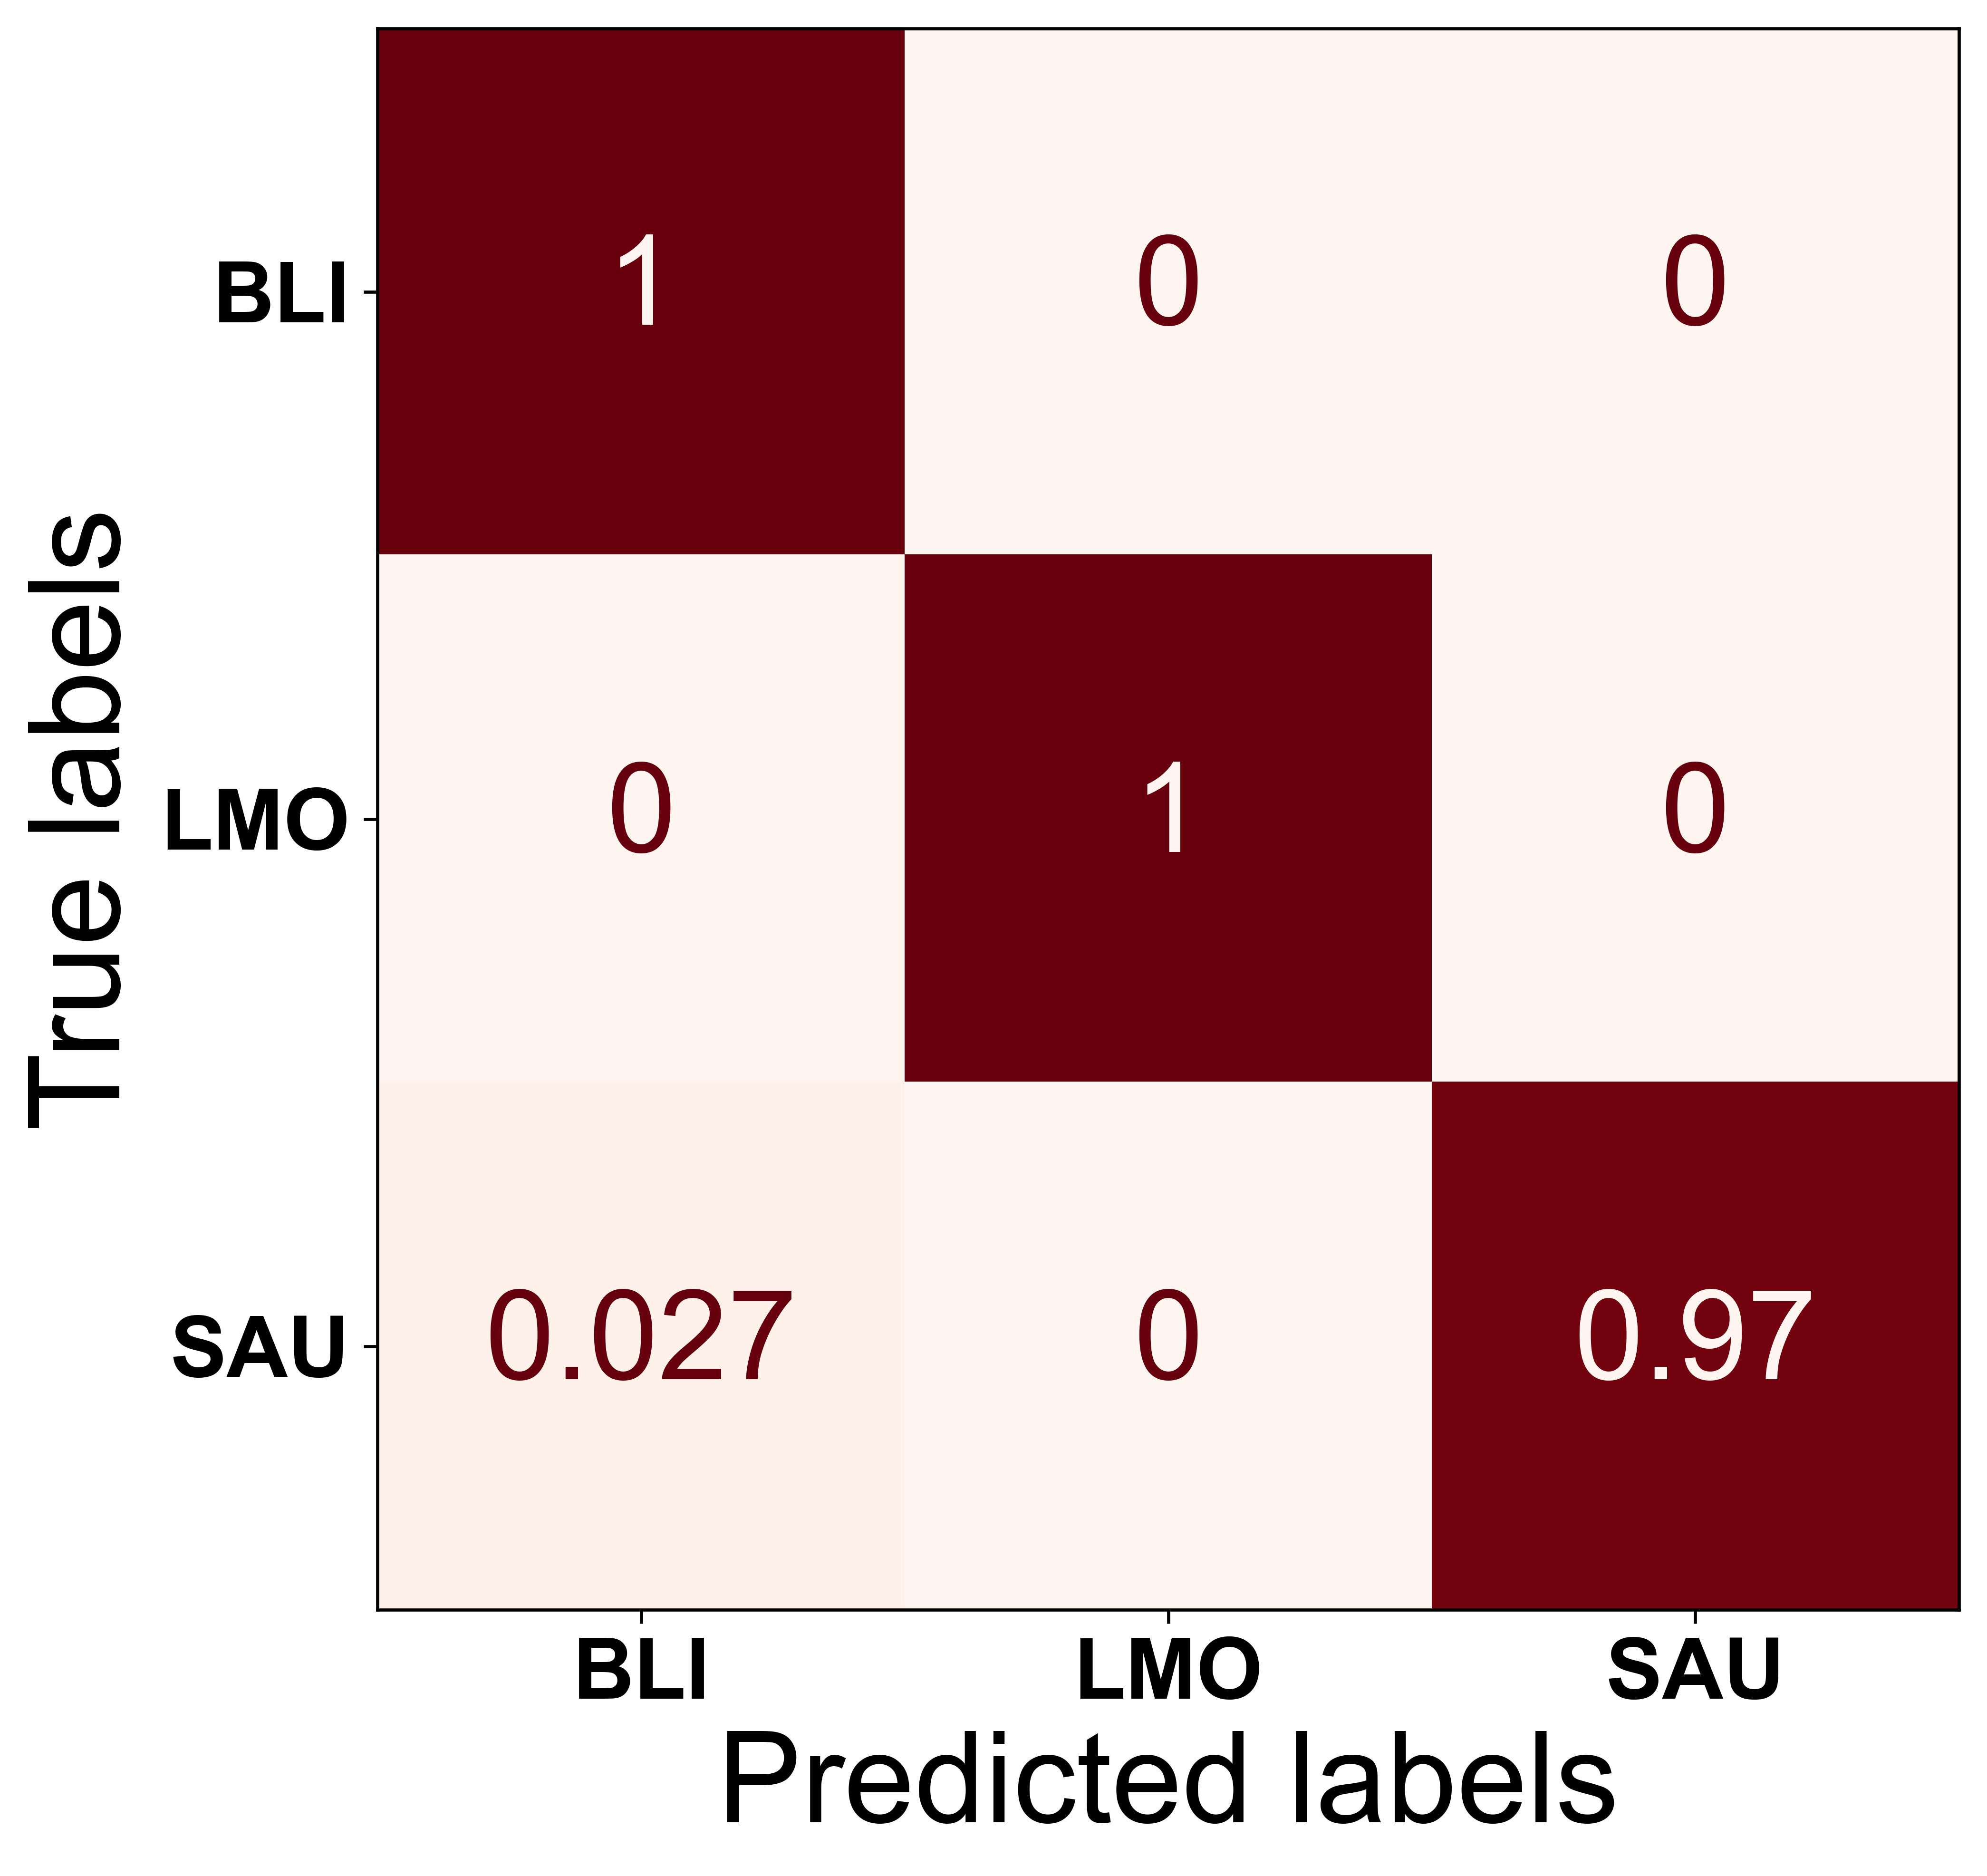 True labels
BLI 1 0 0
LMO 0 1 0
SAU 0.027 0 0.97
BLI LMO SAU
Predicted labels